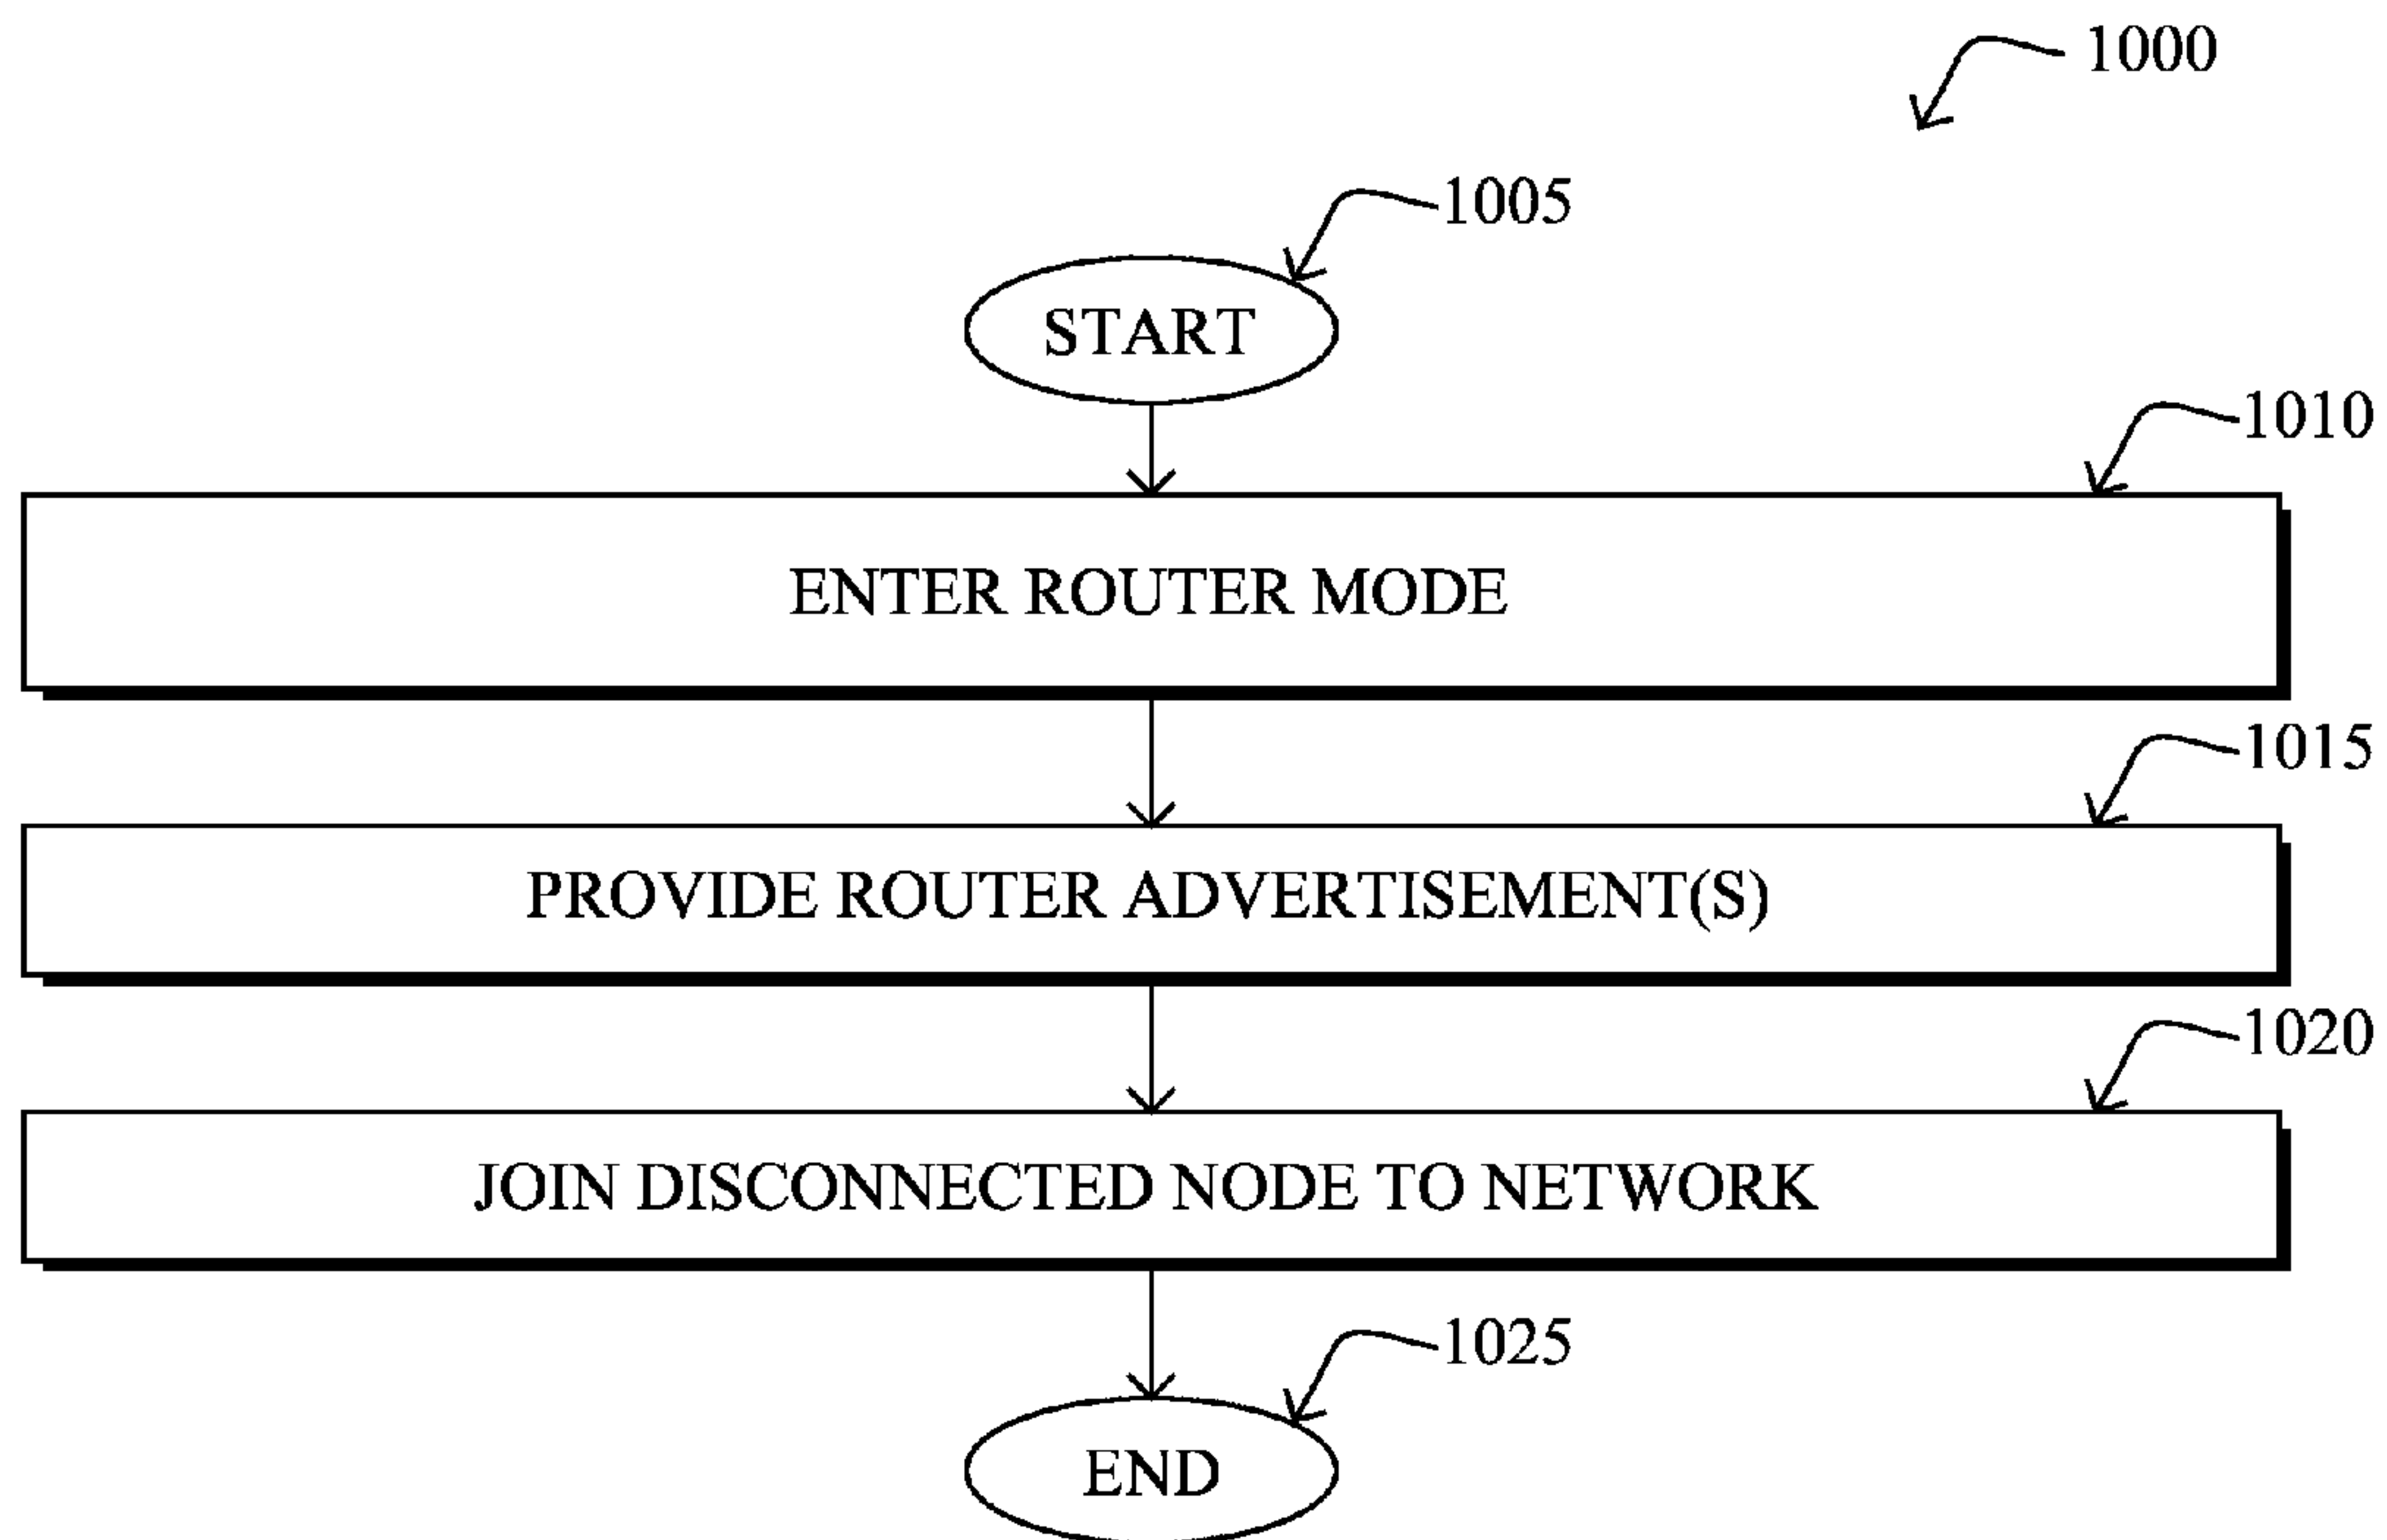 1000
1005
START
1010
ENTER ROUTER MODE
1015
PROVIDE ROUTER ADVERTISEMENT(S)
1020
JOIN DISCONNECTED NODE TO NETWORK
1025
END